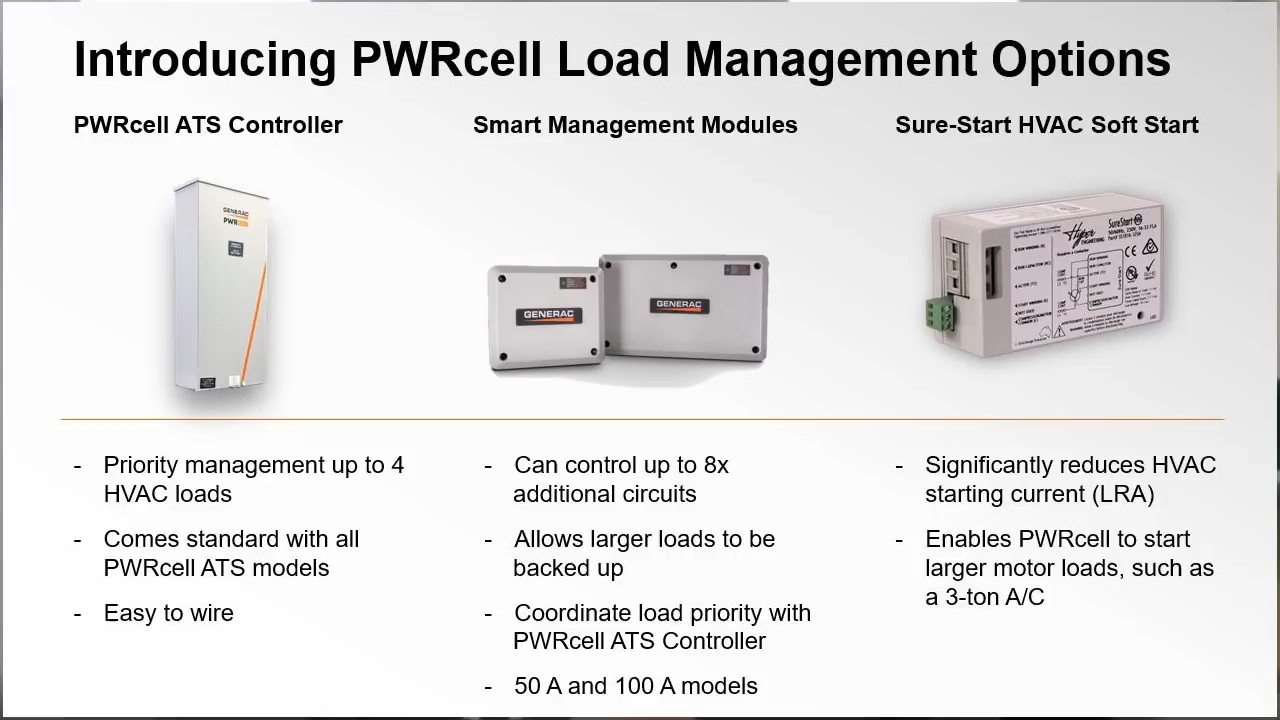 Introducing PWRcell Load Management Options
PWRcell ATS Controller
Smart Management Modules
Sure-Start HVAC Soft Start
GENERAC
PWR
GENERAC
GENERAC
Hyper
ENGINEERING
SureStart
- Priority management up to 4
HVAC loads
- Comes standard with all
PWRcell ATS models
- Easy to wire
- Can control up to 8x
additional circuits
- Allows larger loads to be
backed up
- Coordinate load priority with
PWRcell ATS Controller
- 50 A and 100 A models
- Significantly reduces HVAC
starting current (LRA)
- Enables PWRcell to start
larger motor loads, such as
a 3-ton A/C